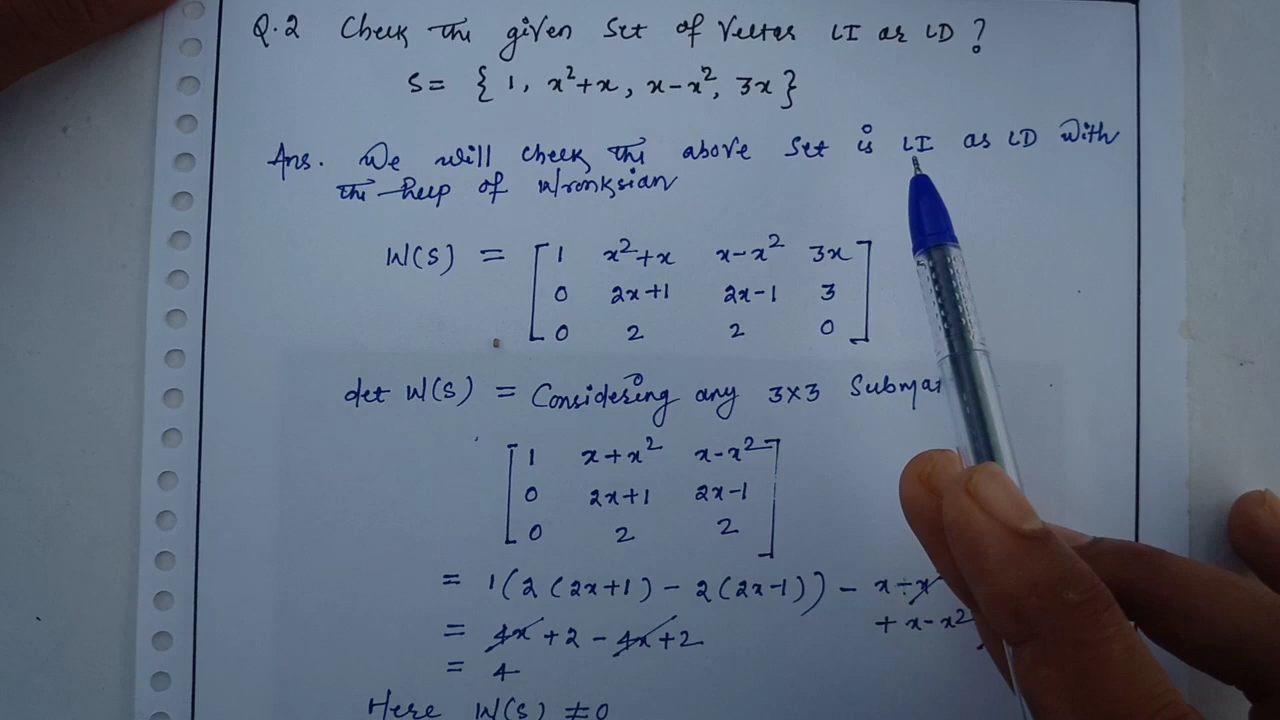 Q.2 Check the given Set of Vector LI or LD ?
S = { 1, x²+x, x-x², 3x }
Ans. We will check the above set is LI or LD with
the help of Wronksian
W(S) = [ 1 x²+x x-x² 3x
0 2x+1 2x-1 3
0 2 2 0 ]
det W(S) = Considering any 3×3 Submat
[ 1 x+x² x-x²
0 2x+1 2x-1
0 2 2 ]
= 1(2(2x+1) - 2(2x-1)) - x÷x
+ x-x²
= 4x+2-4x+2
= 4
Here W(S) ≠ 0